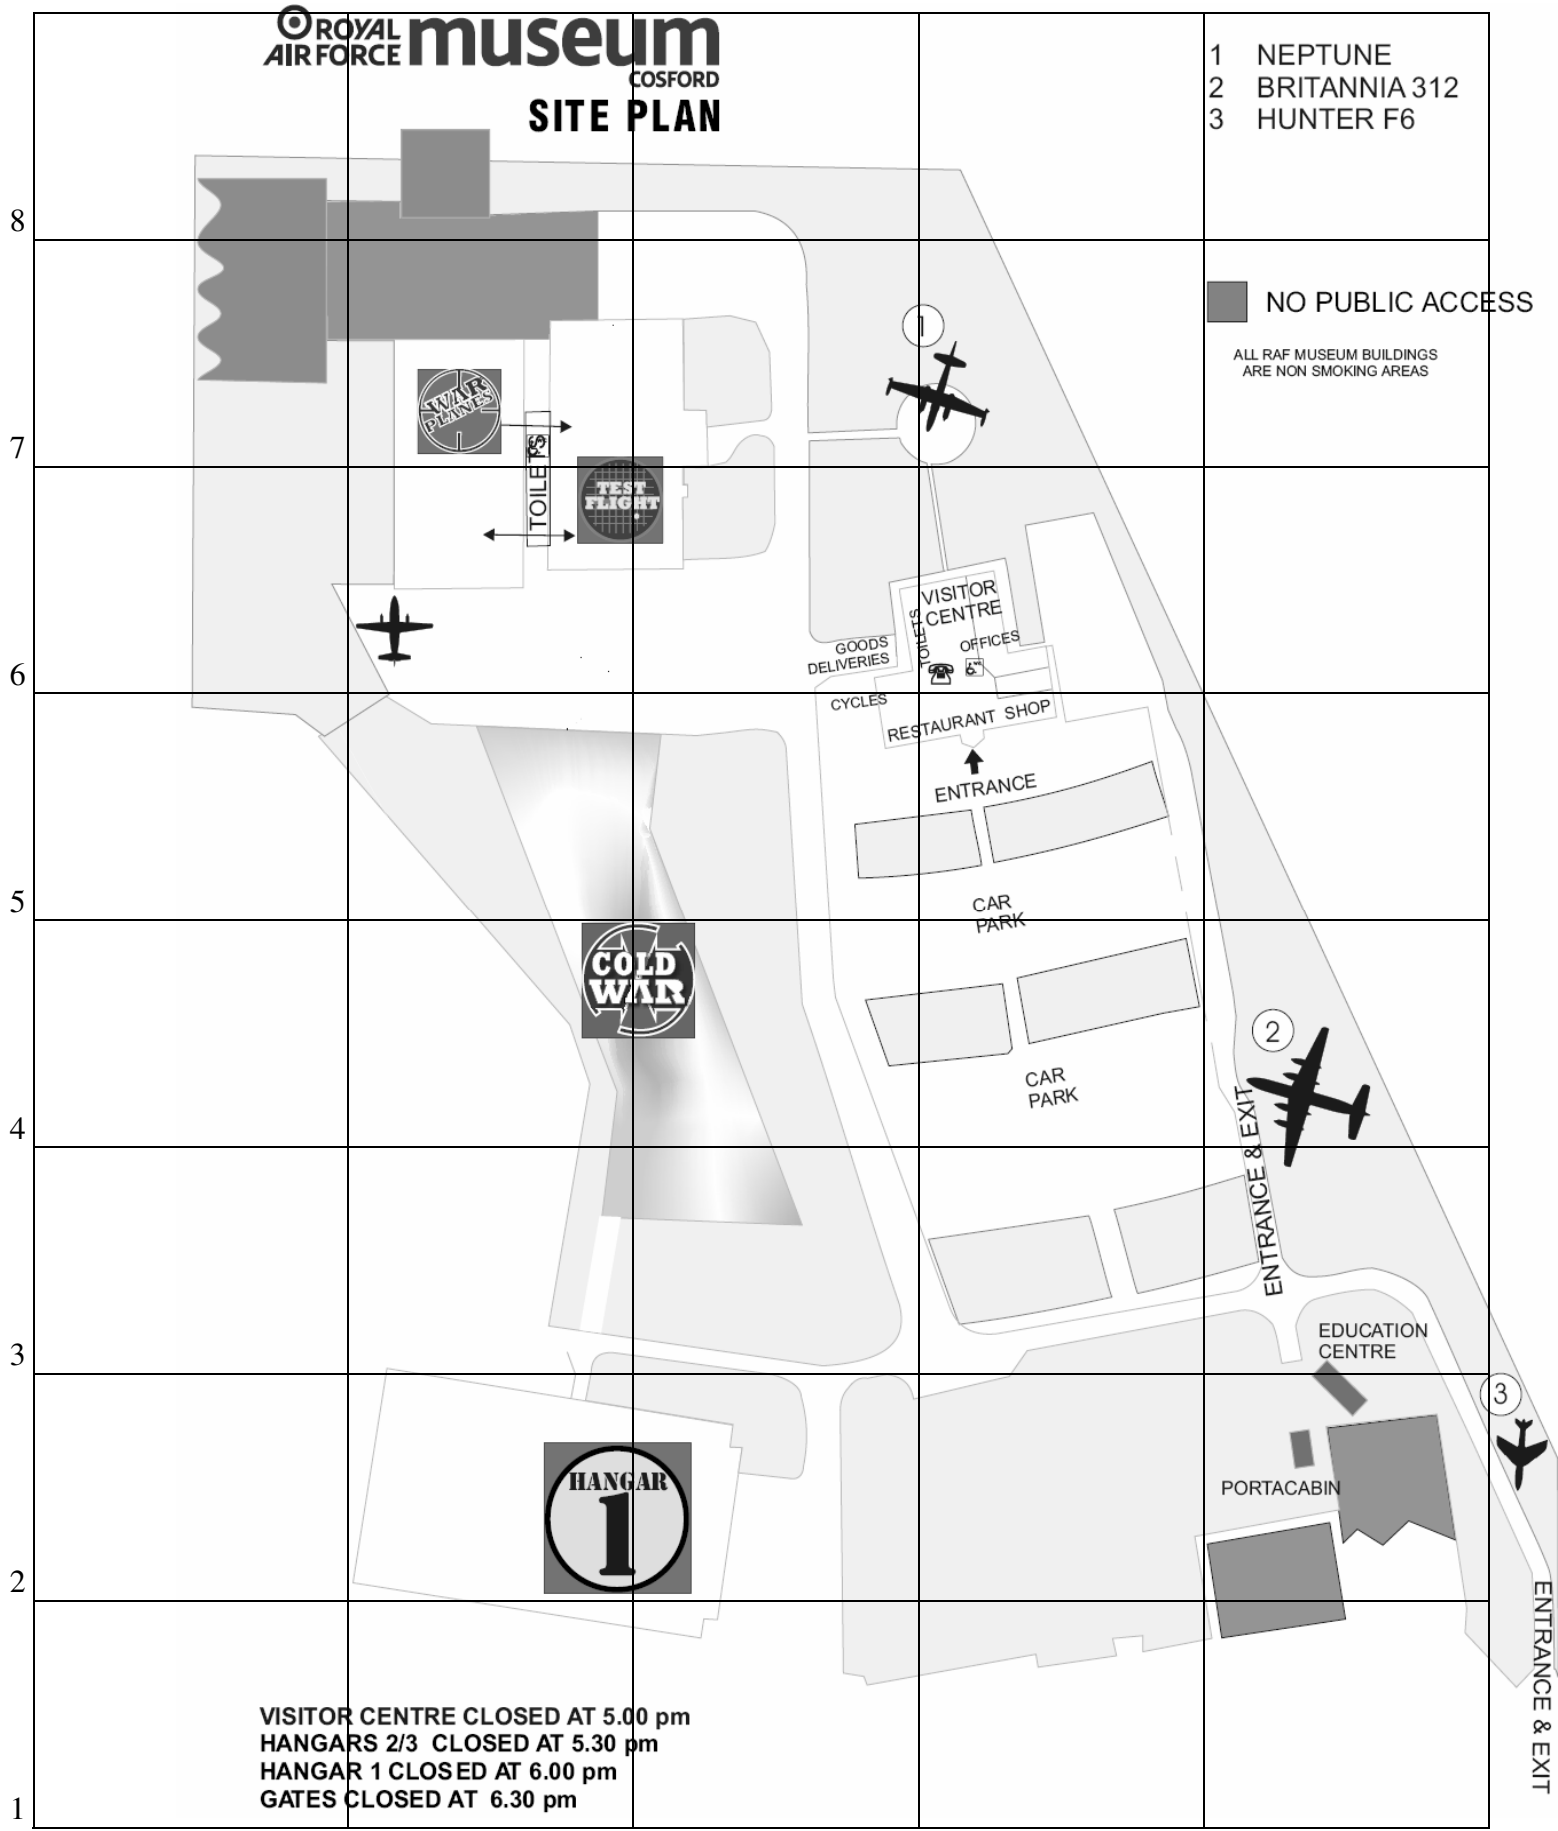 ROYAL
AIR FORCE museum
COSFORD
SITE PLAN
1 NEPTUNE
2 BRITANNIA 312
3 HUNTER F6
8
NO PUBLIC ACCESS
1
ALL RAF MUSEUM BUILDINGS
ARE NON SMOKING AREAS
WAR
PLANES
7
TOILETS
TEST
FLIGHT
VISITOR
CENTRE
TOILETS
OFFICES
GOODS
DELIVERIES
6
CYCLES
RESTAURANT SHOP
ENTRANCE
5
CAR
PARK
COLD
WAR
2
CAR
PARK
4
ENTRANCE & EXIT
EDUCATION
CENTRE
3
3
HANGAR
1
PORTACABIN
2
ENTRANCE & EXIT
VISITOR CENTRE CLOSED AT 5.00 pm
HANGARS 2/3 CLOSED AT 5.30 pm
HANGAR 1 CLOSED AT 6.00 pm
GATES CLOSED AT 6.30 pm
1